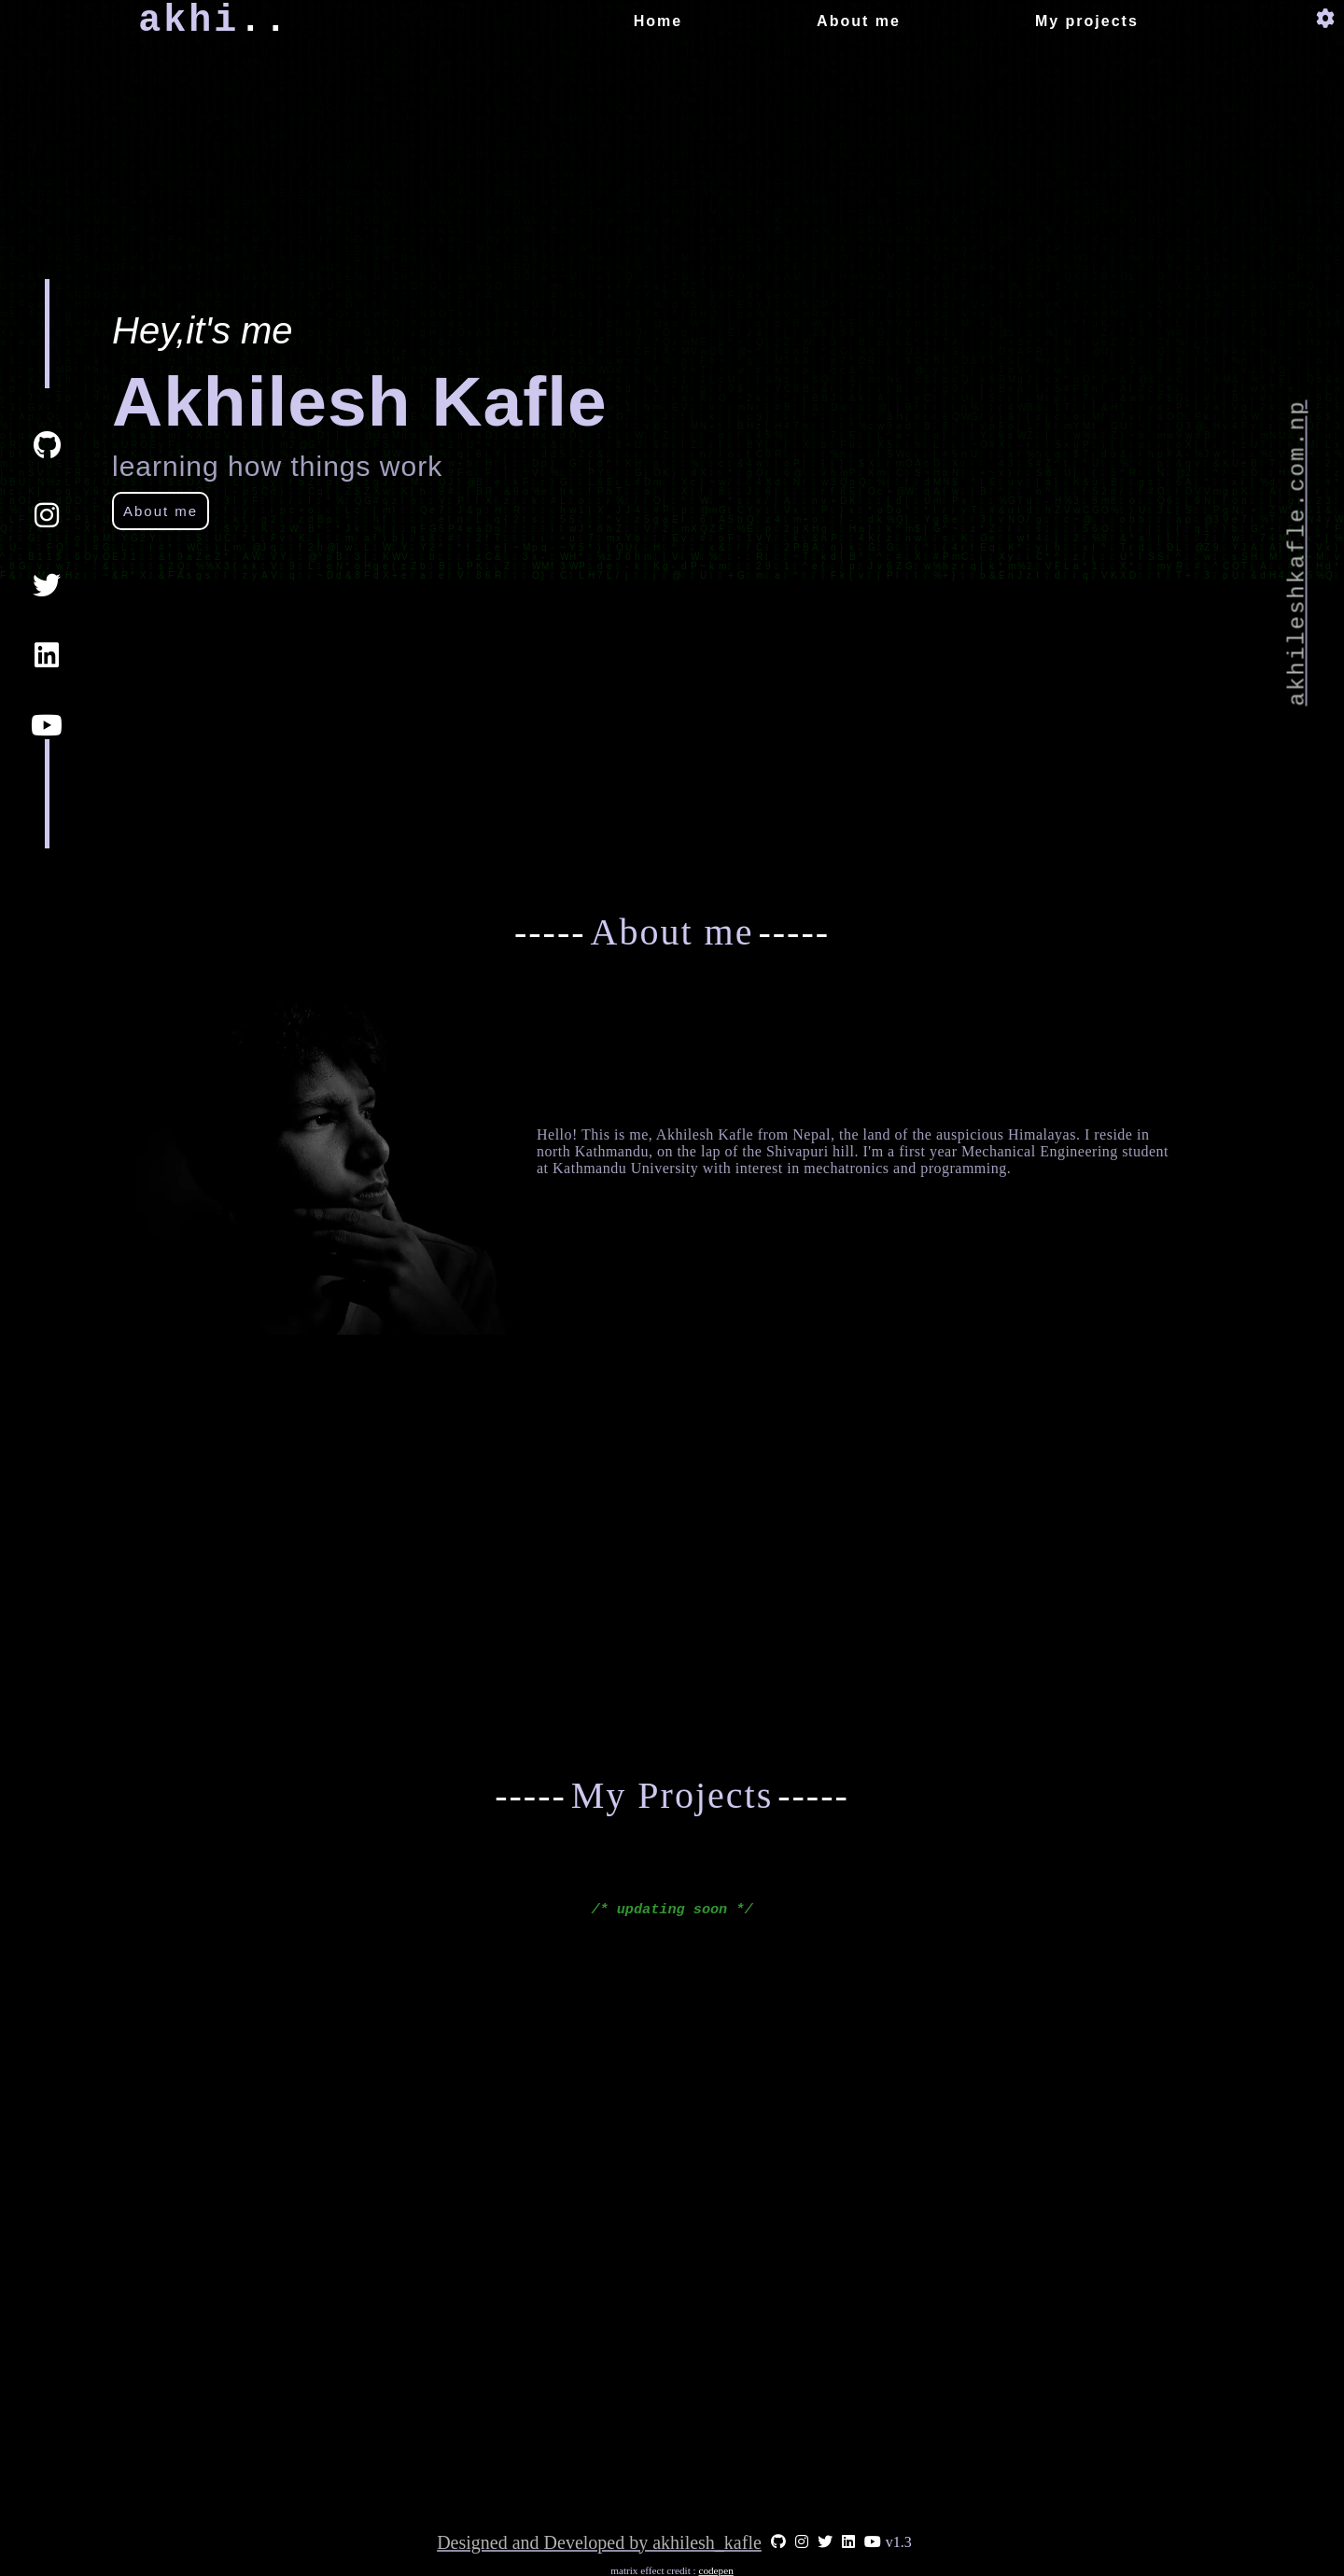 akhi..
Home About me My projects
Hey,it's me
Akhilesh Kafle
learning how things work
About me
akhileshkafle.com.np
----- About me -----
Hello! This is me, Akhilesh Kafle from Nepal, the land of the auspicious Himalayas. I reside in
north Kathmandu, on the lap of the Shivapuri hill. I'm a first year Mechanical Engineering student
at Kathmandu University with interest in mechatronics and programming.
----- My Projects -----
/* updating soon */
Designed and Developed by akhilesh_kafle v1.3
matrix effect credit : codepen